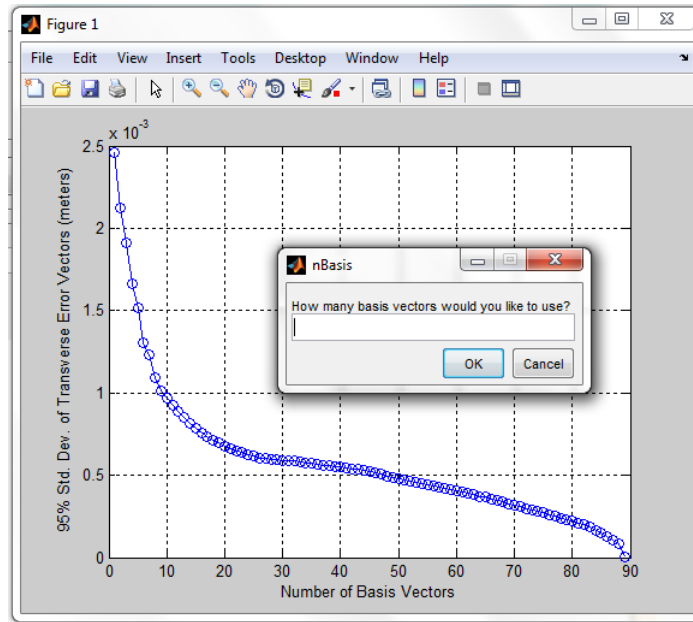 Figure 1
File Edit View Insert Tools Desktop Window Help
x 10-3
2.5
2
1.5
1
0.5
0
95% Std. Dev. of Transverse Error Vectors (meters)
nBasis
How many basis vectors would you like to use?
OK Cancel
0 10 20 30 40 50 60 70 80 90
Number of Basis Vectors